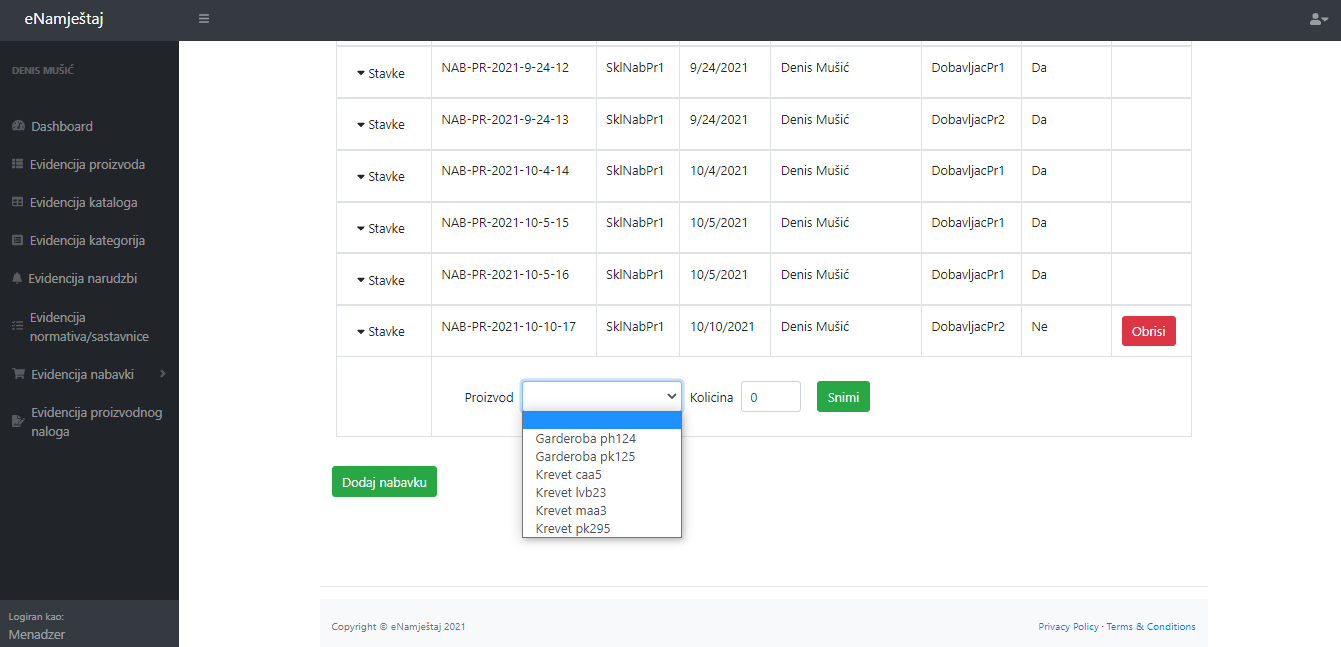 eNamještaj
DENIS MUŠIĆ
Dashboard
Evidencija proizvoda
Evidencija kataloga
Evidencija kategorija
Evidencija narudzbi
Evidencija
normativa/sastavnice
Evidencija nabavki
Evidencija proizvodnog
naloga
Logiran kao:
Menadzer
Stavke NAB-PR-2021-9-24-12 SklNabPr1 9/24/2021 Denis Mušić DobavljacPr1 Da
Stavke NAB-PR-2021-9-24-13 SklNabPr1 9/24/2021 Denis Mušić DobavljacPr2 Da
Stavke NAB-PR-2021-10-4-14 SklNabPr1 10/4/2021 Denis Mušić DobavljacPr1 Da
Stavke NAB-PR-2021-10-5-15 SklNabPr1 10/5/2021 Denis Mušić DobavljacPr1 Da
Stavke NAB-PR-2021-10-5-16 SklNabPr1 10/5/2021 Denis Mušić DobavljacPr1 Da
Stavke NAB-PR-2021-10-10-17 SklNabPr1 10/10/2021 Denis Mušić DobavljacPr2 Ne Obrisi
Proizvod Kolicina 0 Snimi
Garderoba ph124
Garderoba pk125
Krevet caa5
Krevet lvb23
Krevet maa3
Krevet pk295
Dodaj nabavku
Copyright © eNamještaj 2021 Privacy Policy · Terms & Conditions